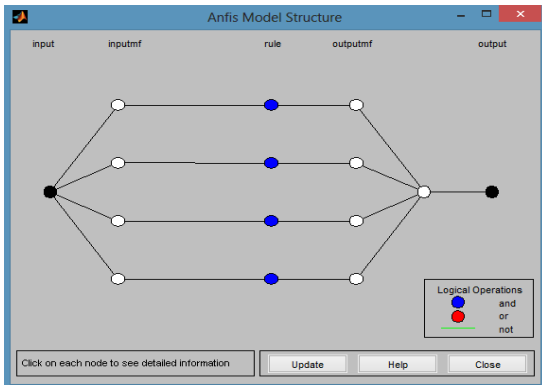 Anfis Model Structure
input inputmf rule outputmf output
Logical Operations
and
or
not
Click on each node to see detailed information
Update Help Close